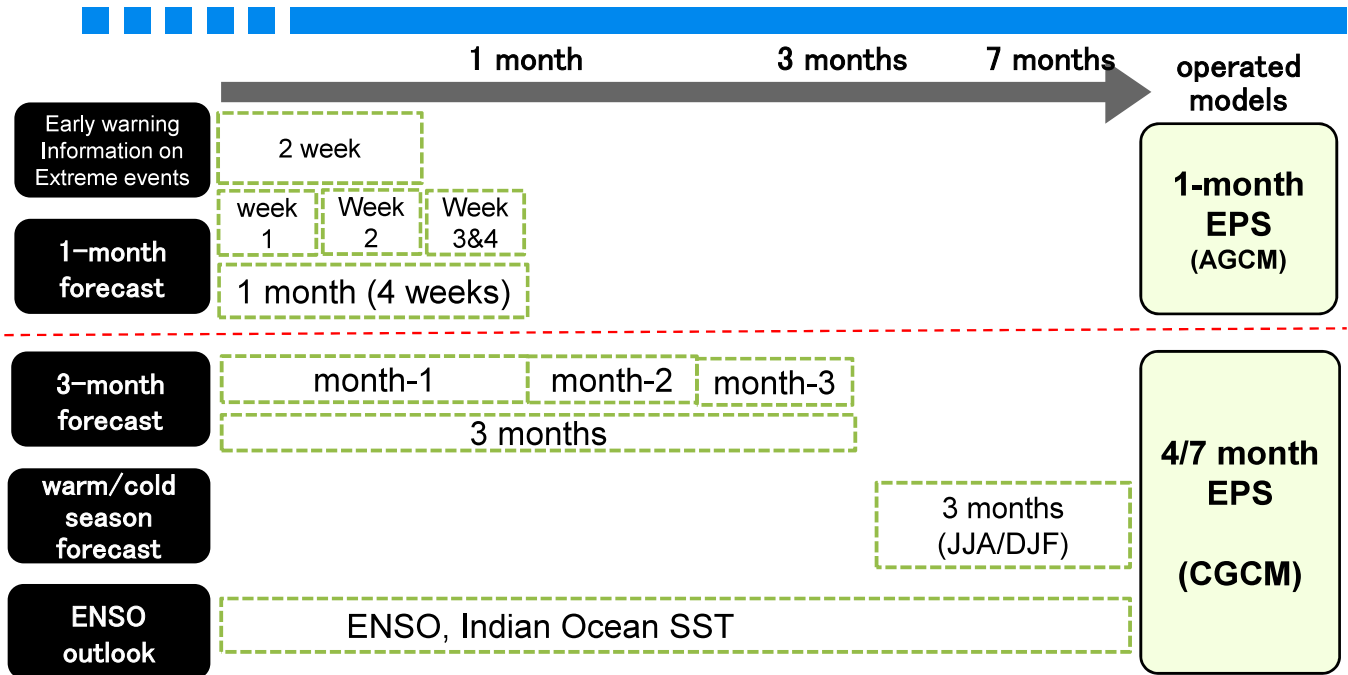 1 month
3 months
7 months
operated
models
Early warning
Information on
Extreme events
2 week
1-month
EPS
(AGCM)
week
1
Week
2
Week
3&4
1-month
forecast
1 month (4 weeks)
3-month
forecast
month-1
month-2
month-3
3 months
4/7 month
EPS
(CGCM)
warm/cold
season
forecast
3 months
(JJA/DJF)
ENSO
outlook
ENSO, Indian Ocean SST